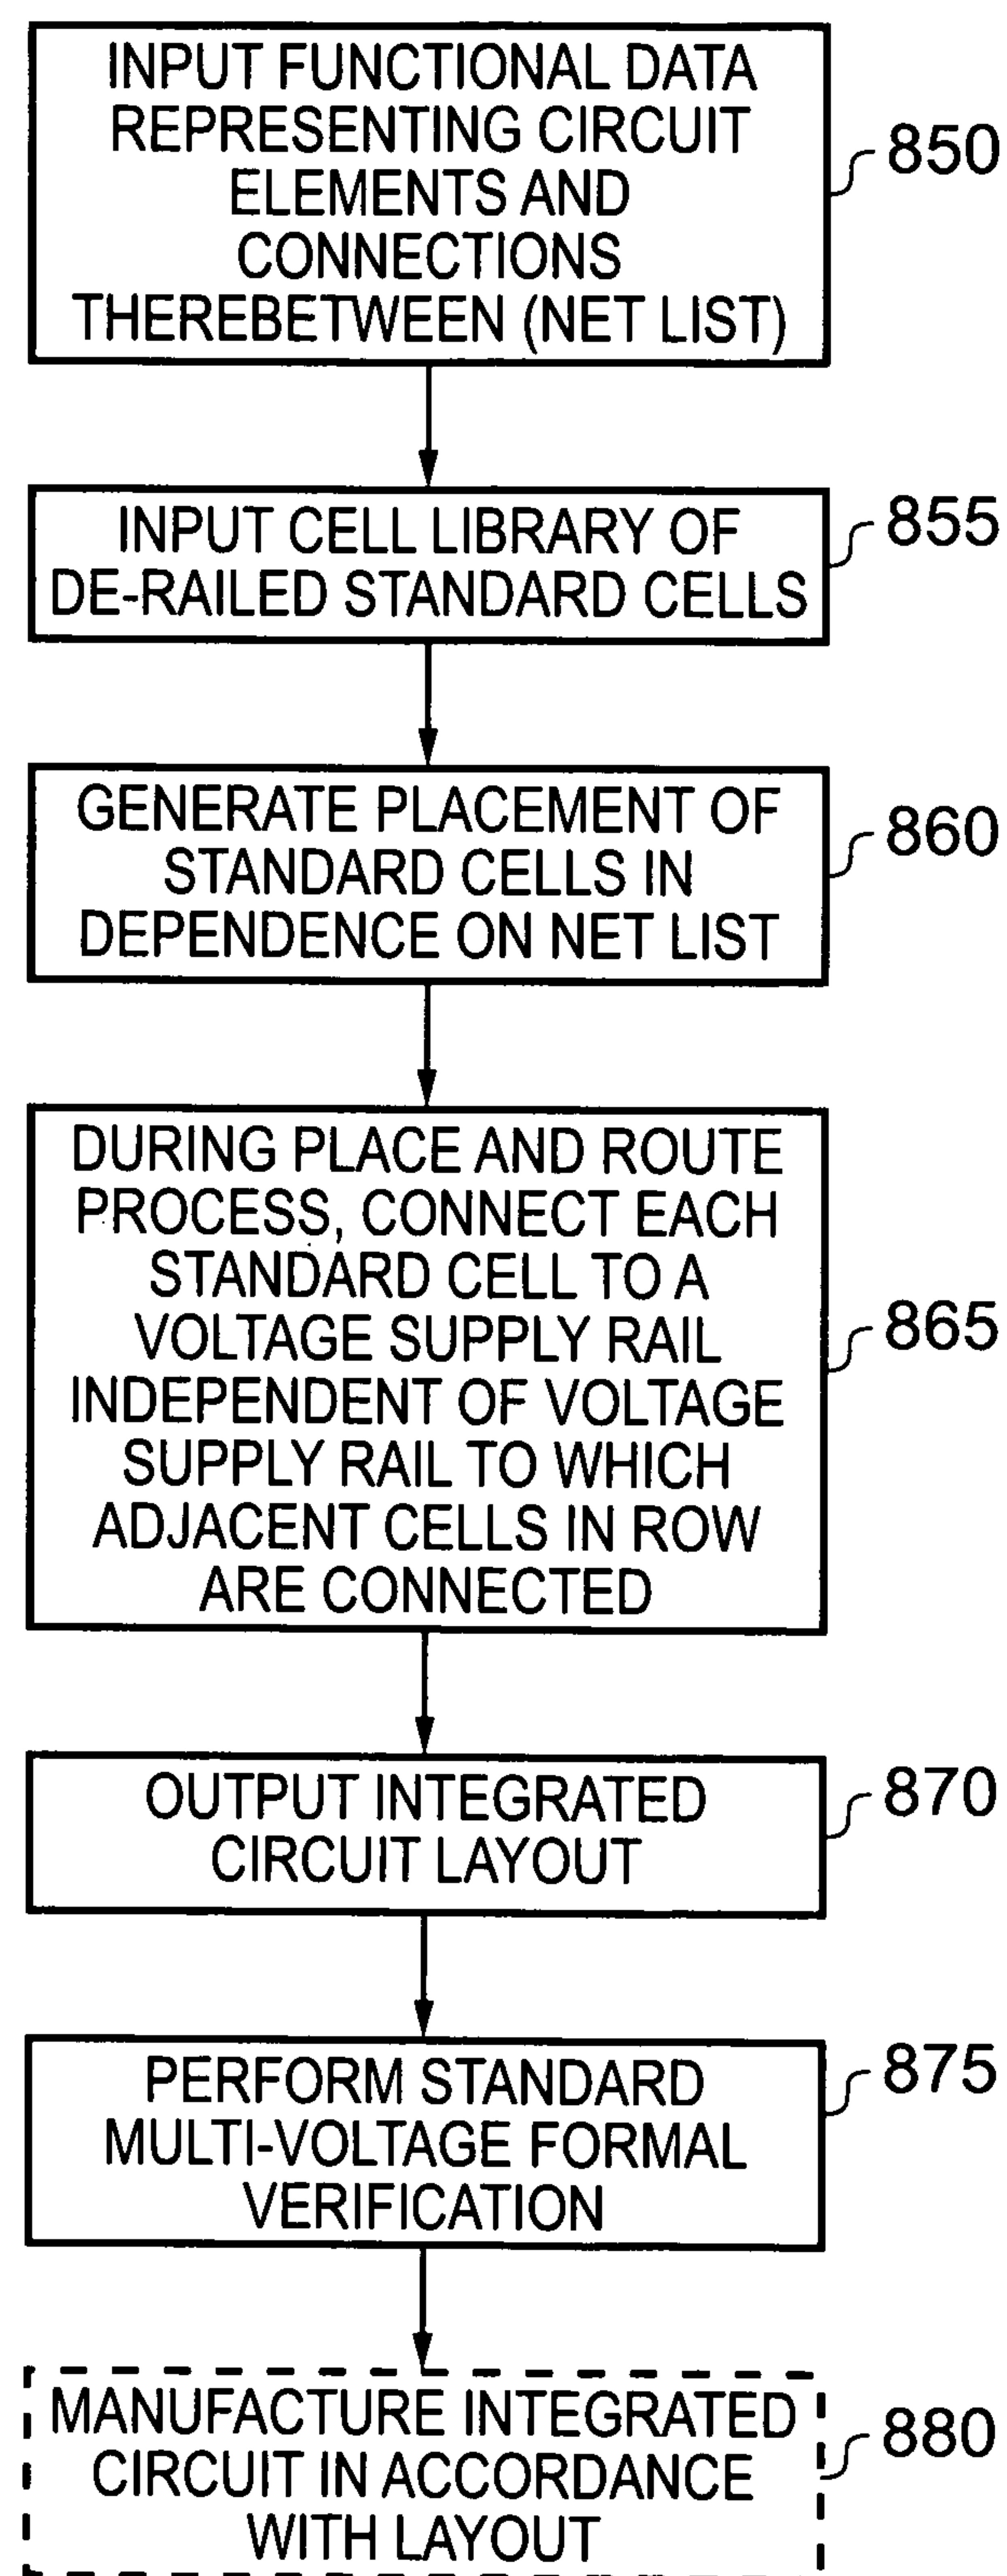 INPUT FUNCTIONAL DATA
REPRESENTING CIRCUIT
ELEMENTS AND
CONNECTIONS
THEREBETWEEN (NET LIST)
850
INPUT CELL LIBRARY OF
DE-RAILED STANDARD CELLS
855
GENERATE PLACEMENT OF
STANDARD CELLS IN
DEPENDENCE ON NET LIST
860
DURING PLACE AND ROUTE
PROCESS, CONNECT EACH
STANDARD CELL TO A
VOLTAGE SUPPLY RAIL
INDEPENDENT OF VOLTAGE
SUPPLY RAIL TO WHICH
ADJACENT CELLS IN ROW
ARE CONNECTED
865
OUTPUT INTEGRATED
CIRCUIT LAYOUT
870
PERFORM STANDARD
MULTI-VOLTAGE FORMAL
VERIFICATION
875
MANUFACTURE INTEGRATED
CIRCUIT IN ACCORDANCE
WITH LAYOUT
880